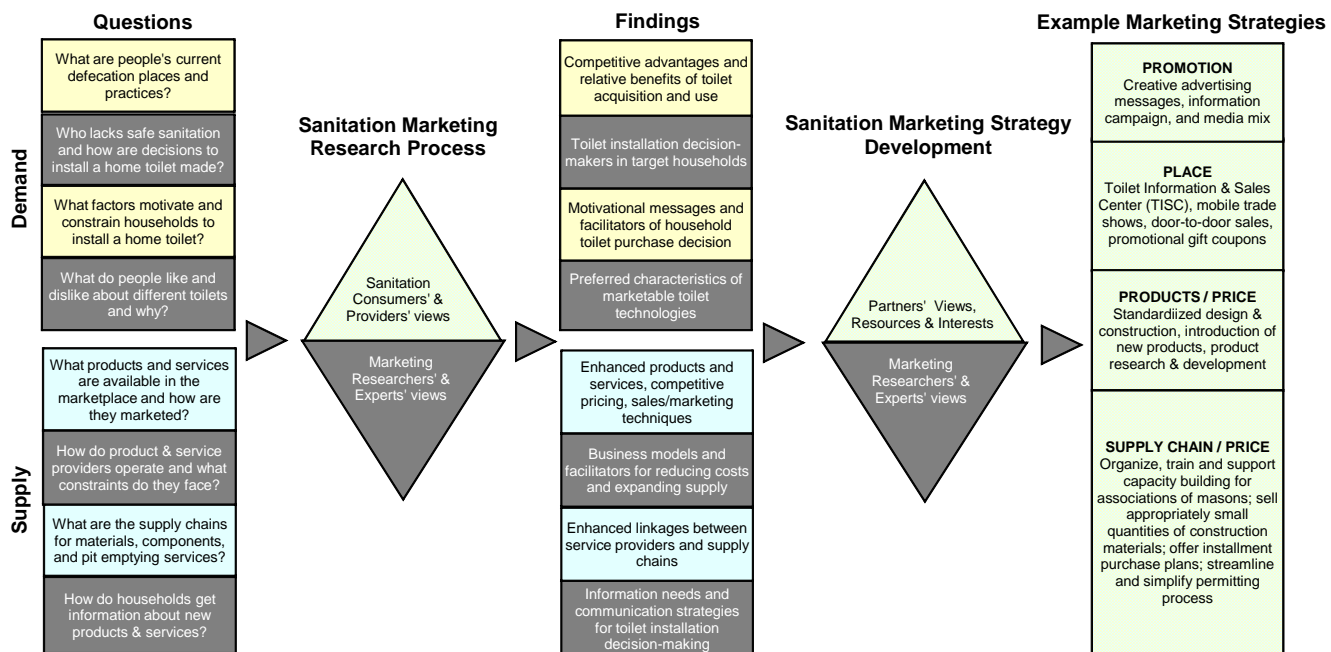 Questions
Demand
What are people's current
defecation places and
practices?
Who lacks safe sanitation
and how are decisions to
install a home toilet made?
What factors motivate and
constrain households to
install a home toilet?
What do people like and
dislike about different toilets
and why?
Supply
What products and services
are available in the
marketplace and how are
they marketed?
How do product & service
providers operate and what
constraints do they face?
What are the supply chains
for materials, components,
and pit emptying services?
How do households get
information about new
products & services?
Sanitation Marketing
Research Process
Sanitation
Consumers' &
Providers' views
Marketing
Researchers' &
Experts' views
Findings
Competitive advantages and
relative benefits of toilet
acquisition and use
Toilet installation decision-
makers in target households
Motivational messages and
facilitators of household
toilet purchase decision
Preferred characteristics of
marketable toilet
technologies
Enhanced products and
services, competitive
pricing, sales/marketing
techniques
Business models and
facilitators for reducing costs
and expanding supply
Enhanced linkages between
service providers and supply
chains
Information needs and
communication strategies
for toilet installation
decision-making
Sanitation Marketing Strategy
Development
Partners' Views,
Resources & Interests
Marketing
Researchers' &
Experts' views
Example Marketing Strategies
PROMOTION
Creative advertising
messages, information
campaign, and media mix
PLACE
Toilet Information & Sales
Center (TISC), mobile trade
shows, door-to-door sales,
promotional gift coupons
PRODUCTS / PRICE
Standardiized design &
construction, introduction of
new products, product
research & development
SUPPLY CHAIN / PRICE
Organize, train and support
capacity building for
associations of masons; sell
appropriately small
quantities of construction
materials; offer installment
purchase plans; streamline
and simplify permitting
process